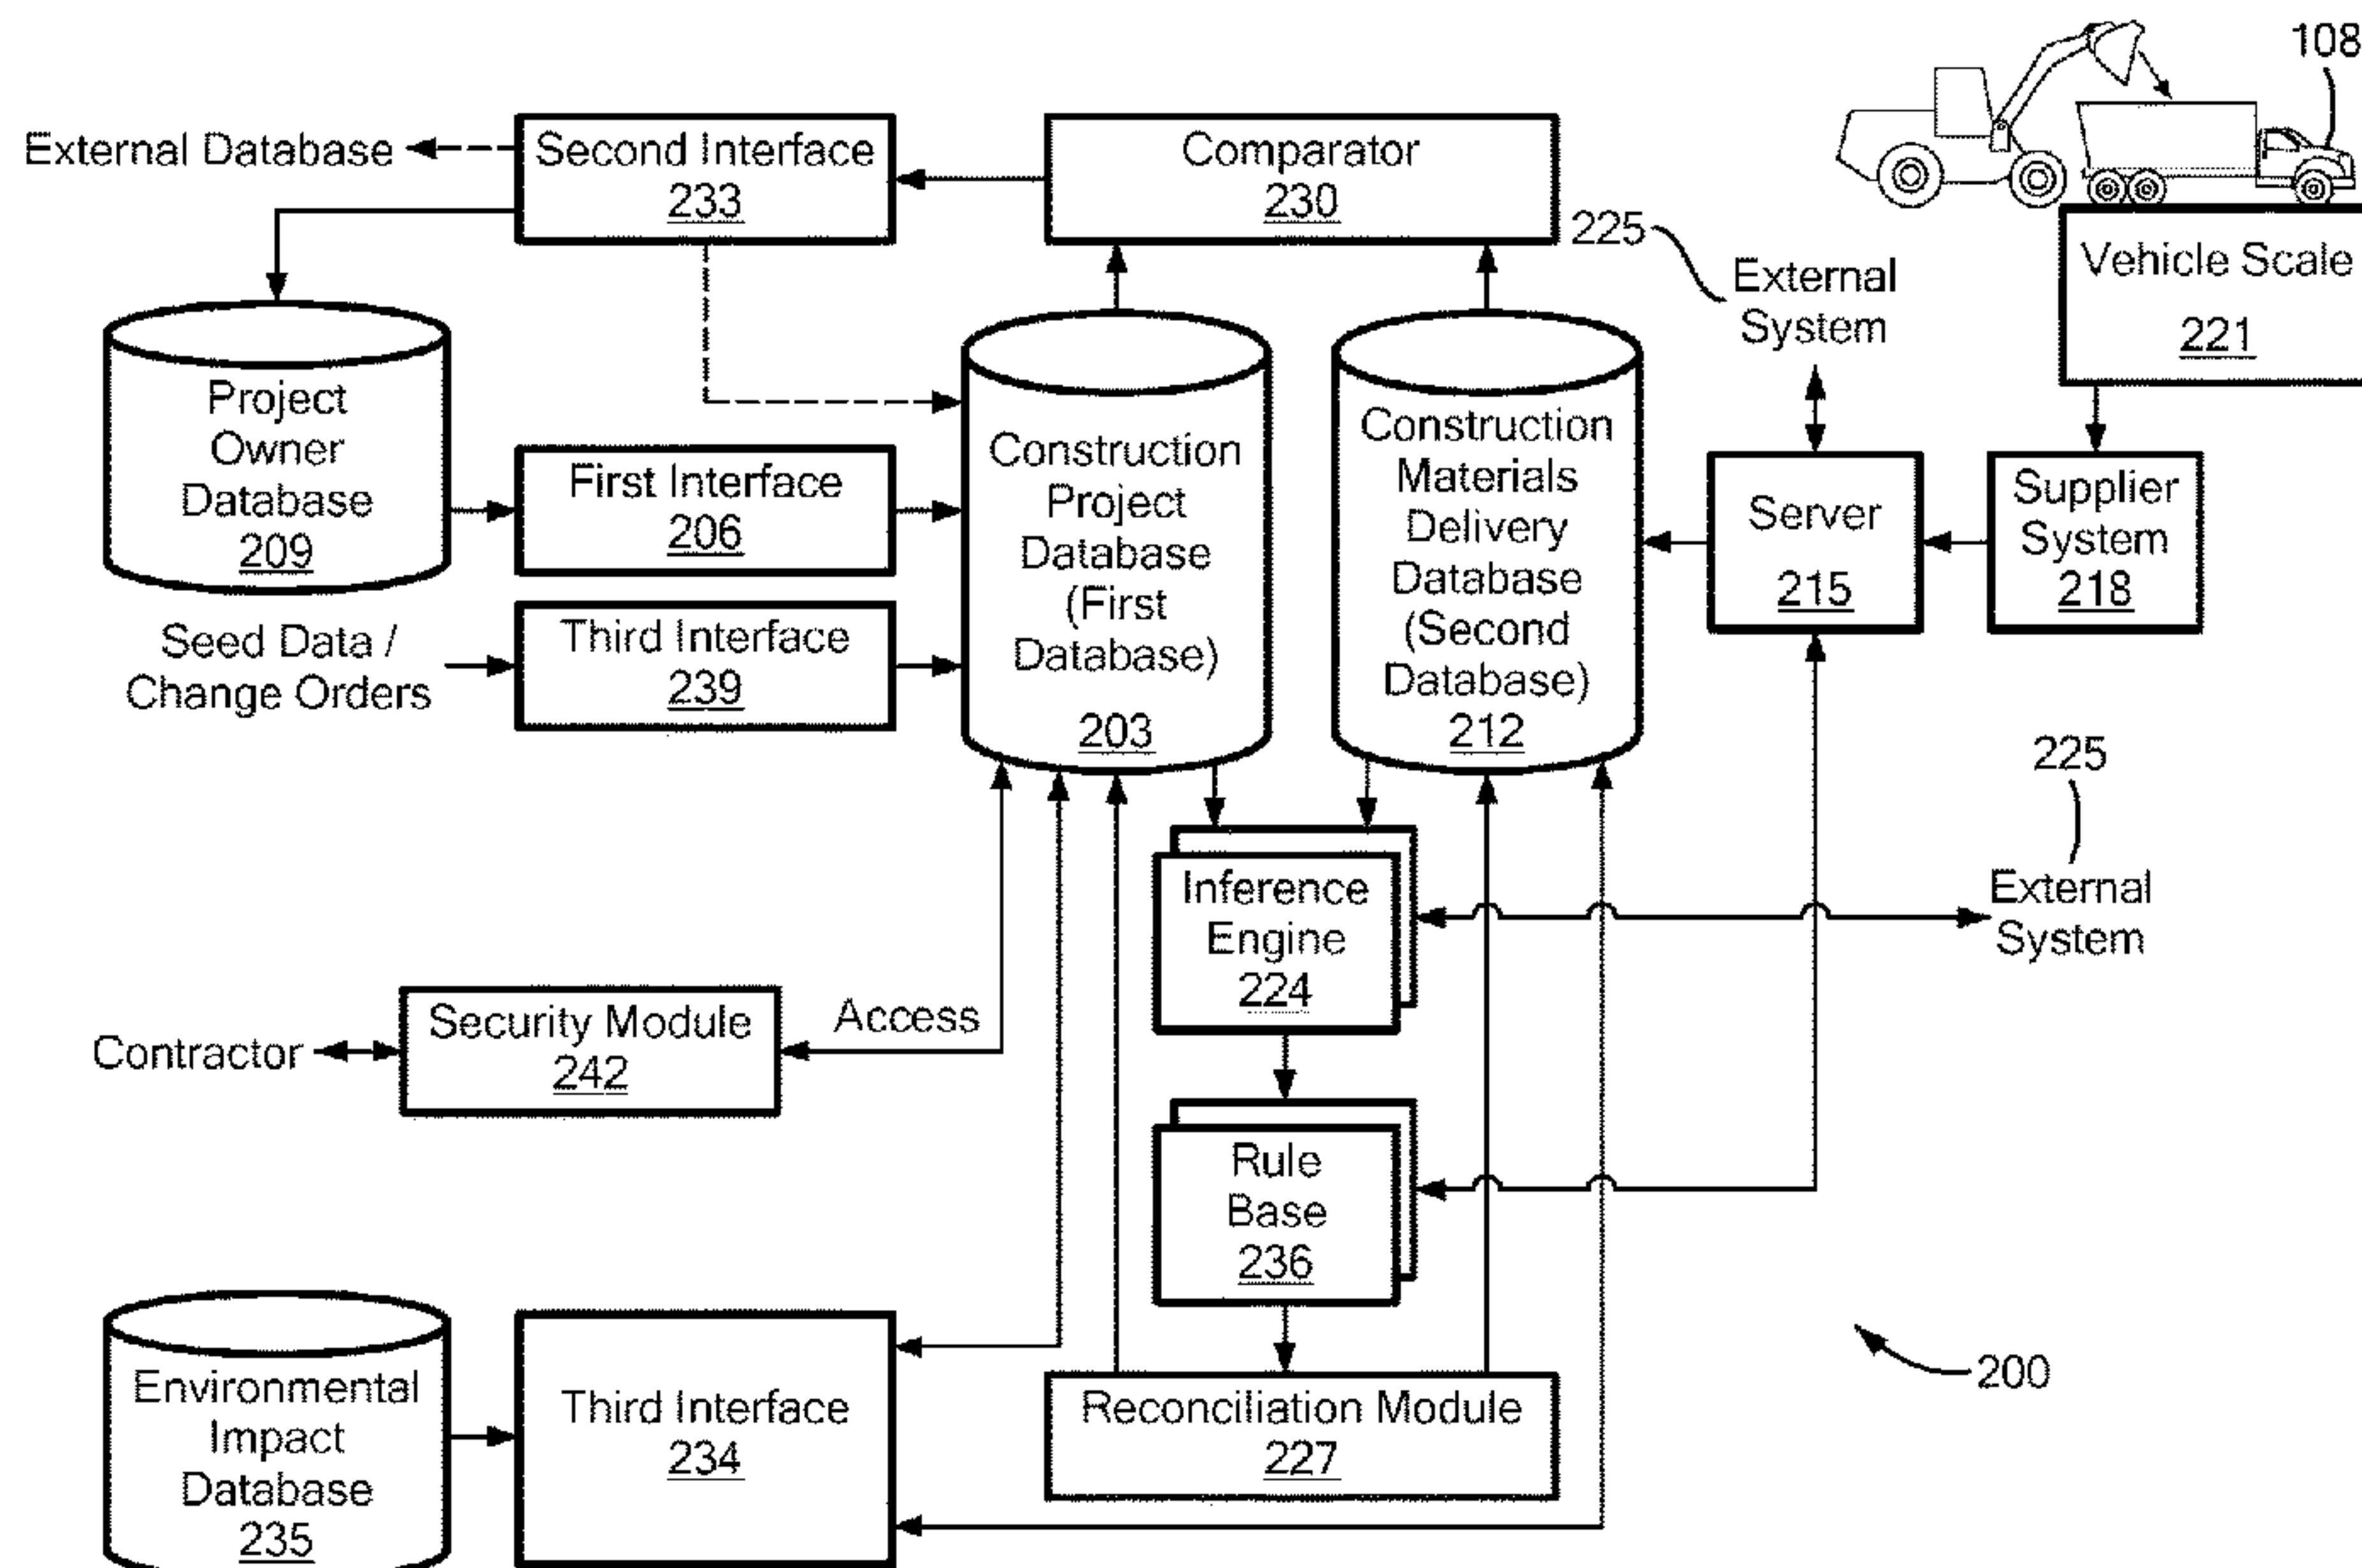 108
External Database
Second Interface
233
Comparator
230
225
External
System
Vehicle Scale
221
Project
Owner
Database
209
First Interface
206
Construction
Project
Database
(First
Database)
203
Construction
Materials
Delivery
Database
(Second
Database)
212
Server
215
Supplier
System
218
Seed Data /
Change Orders
Third Interface
239
225
External
System
Inference
Engine
224
Contractor
Security Module
242
Access
Rule
Base
236
Environmental
Impact
Database
235
Third Interface
234
Reconciliation Module
227
200